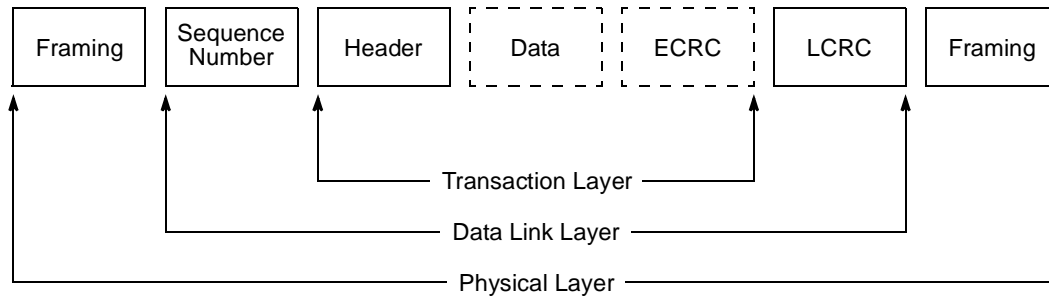 Framing
Sequence
Number
Header
Data
ECRC
LCRC
Framing
Transaction Layer
Data Link Layer
Physical Layer